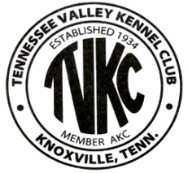 TENNESSEE VALLEY KENNEL CLUB
ESTABLISHED 1934
TVKC
MEMBER AKC
KNOXVILLE, TENN.